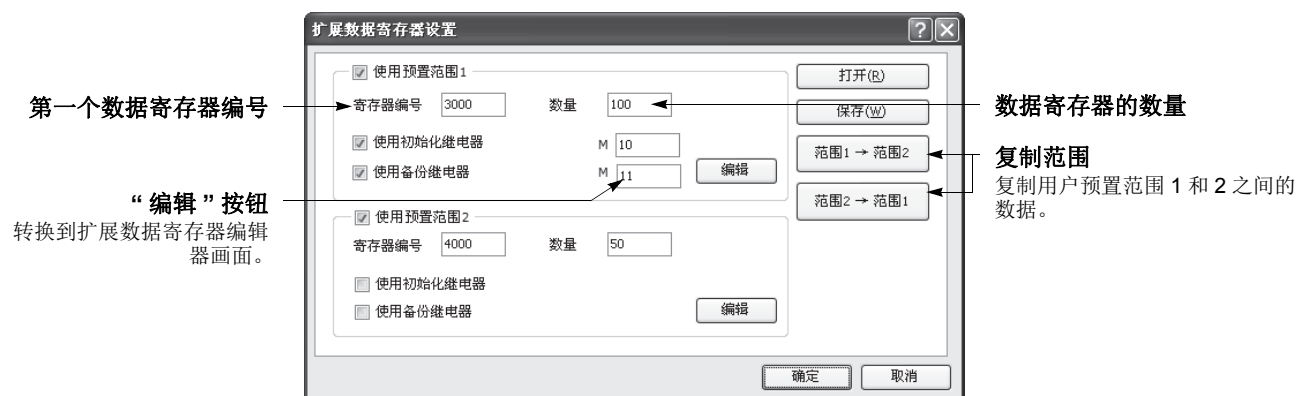 扩展数据寄存器设置
使用预置范围1
寄存器编号 3000 数量 100
使用初始化继电器 M 10
使用备份继电器 M 11 编辑
使用预置范围2
寄存器编号 4000 数量 50
使用初始化继电器
使用备份继电器 编辑
打开(R)
保存(W)
范围1 → 范围2
范围2 → 范围1
确定 取消
第一个数据寄存器编号
“ 编辑 ” 按钮
转换到扩展数据寄存器编辑
器画面。
数据寄存器的数量
复制范围
复制用户预置范围 1 和 2 之间的
数据。